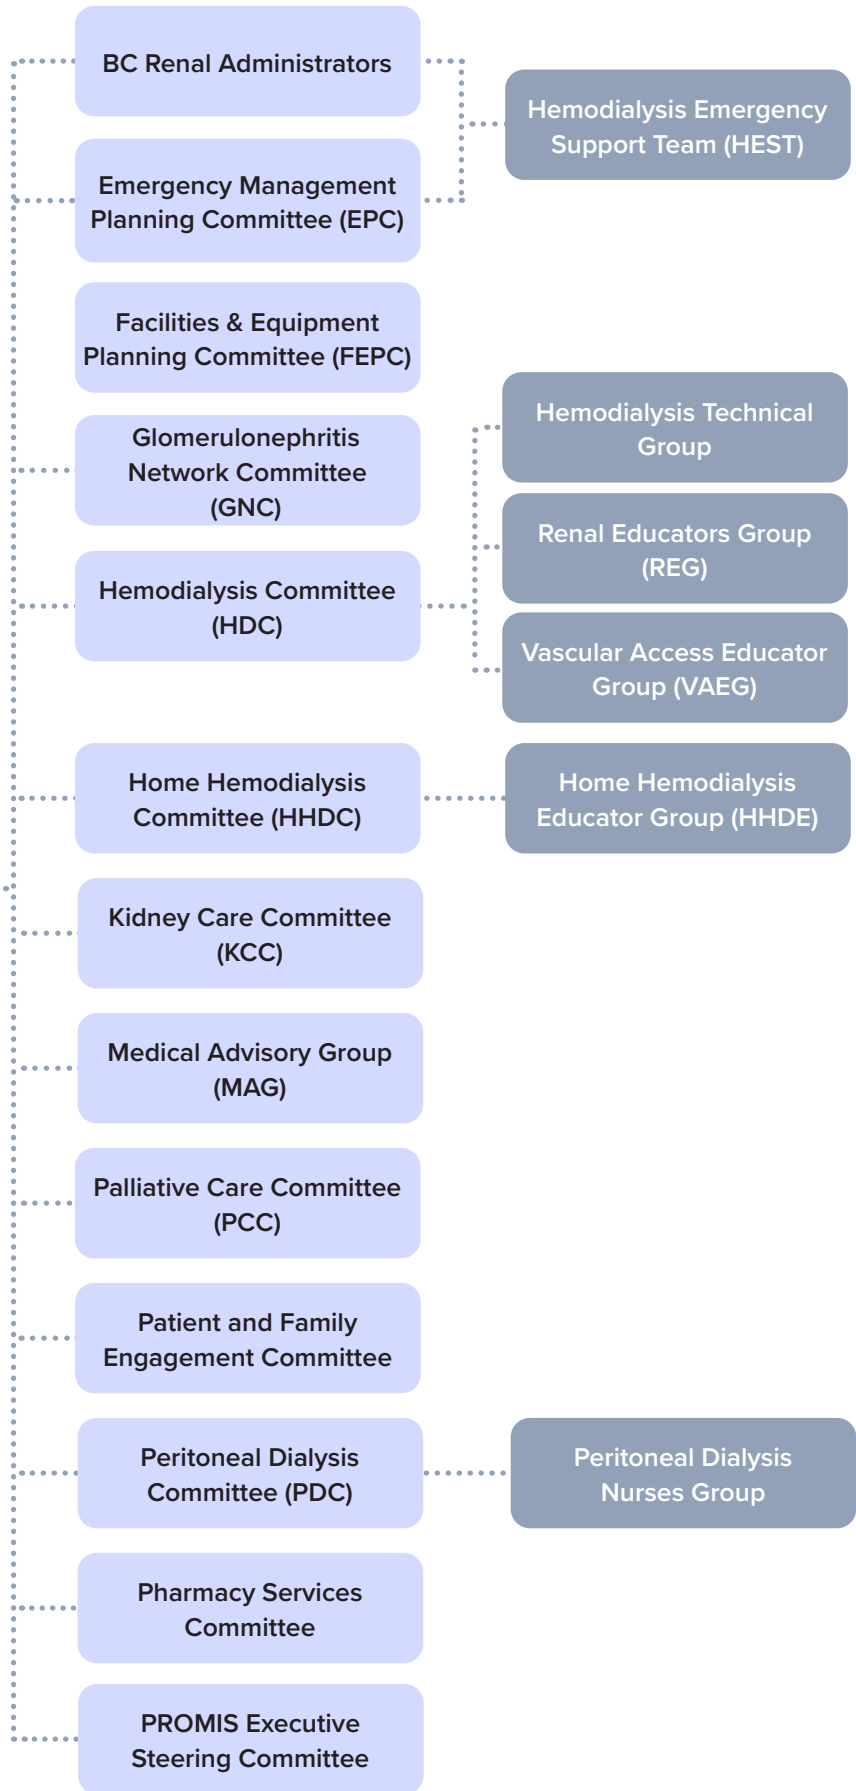 BC Renal Administrators
Hemodialysis Emergency
Support Team (HEST)
Emergency Management
Planning Committee (EPC)
Facilities & Equipment
Planning Committee (FEPC)
Glomerulonephritis
Network Committee
(GNC)
Hemodialysis Committee
(HDC)
Hemodialysis Technical
Group
Renal Educators Group
(REG)
Vascular Access Educator
Group (VAEG)
Home Hemodialysis
Committee (HHDC)
Home Hemodialysis
Educator Group (HHDE)
Kidney Care Committee
(KCC)
Medical Advisory Group
(MAG)
Palliative Care Committee
(PCC)
Patient and Family
Engagement Committee
Peritoneal Dialysis
Committee (PDC)
Peritoneal Dialysis
Nurses Group
Pharmacy Services
Committee
PROMIS Executive
Steering Committee